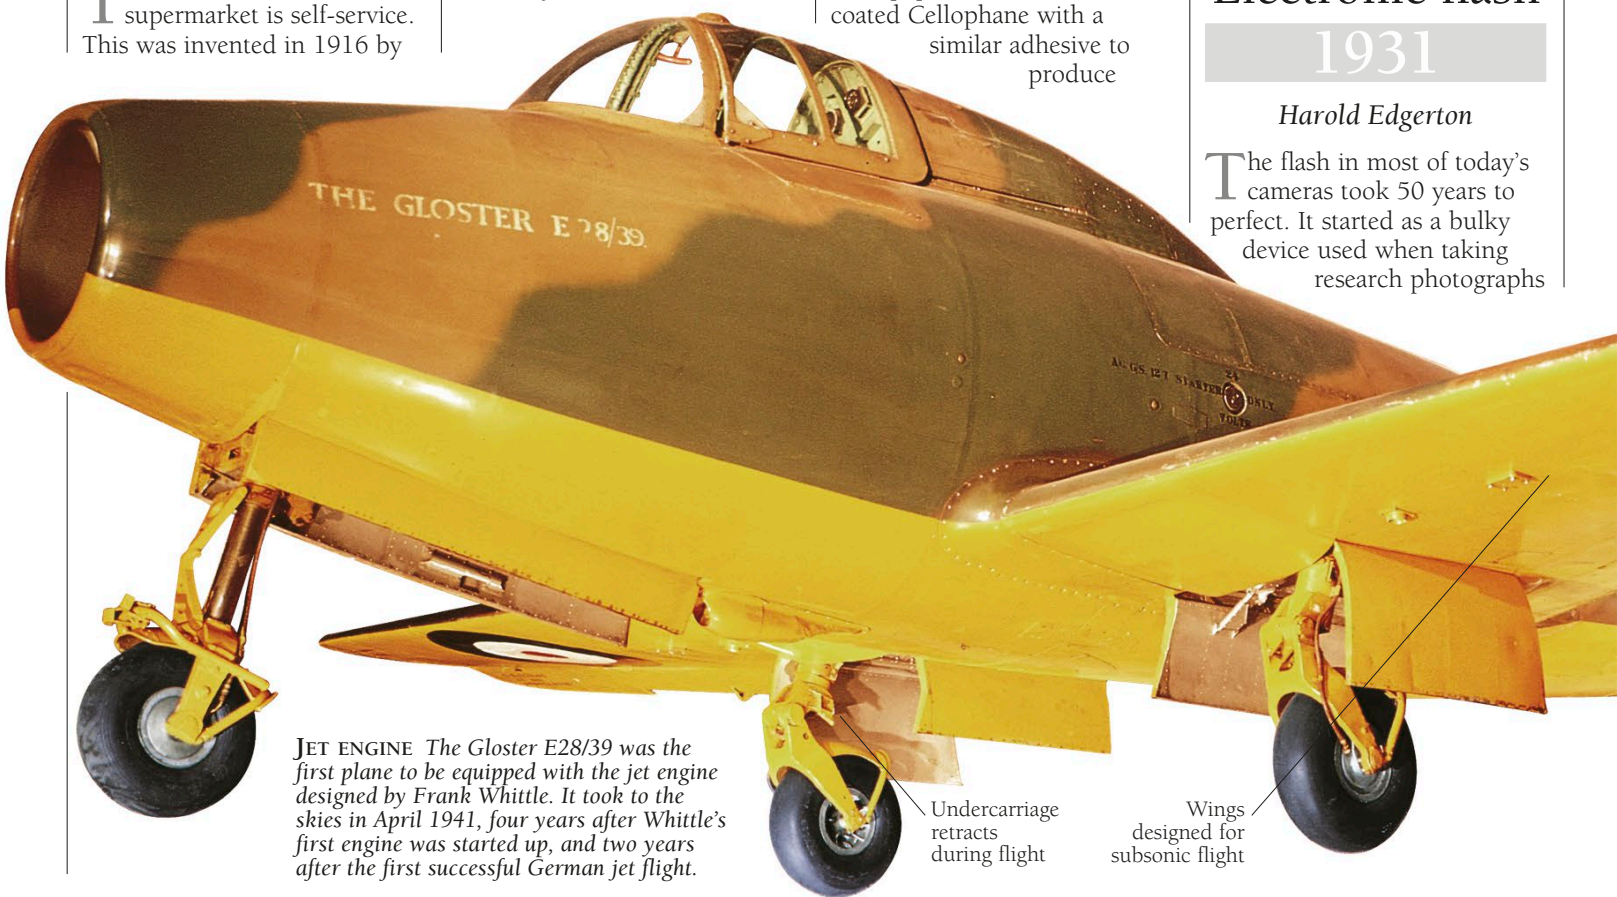 supermarket is self-service.
This was invented in 1916 by
coated Cellophane with a
similar adhesive to
produce
1931
Harold Edgerton
The flash in most of today's
cameras took 50 years to
perfect. It started as a bulky
device used when taking
research photographs
THE GLOSTER E 28/39.
24
STARTER ONLY
VOLTS
JET ENGINE The Gloster E28/39 was the
first plane to be equipped with the jet engine
designed by Frank Whittle. It took to the
skies in April 1941, four years after Whittle's
first engine was started up, and two years
after the first successful German jet flight.
Undercarriage
retracts
during flight
Wings
designed for
subsonic flight